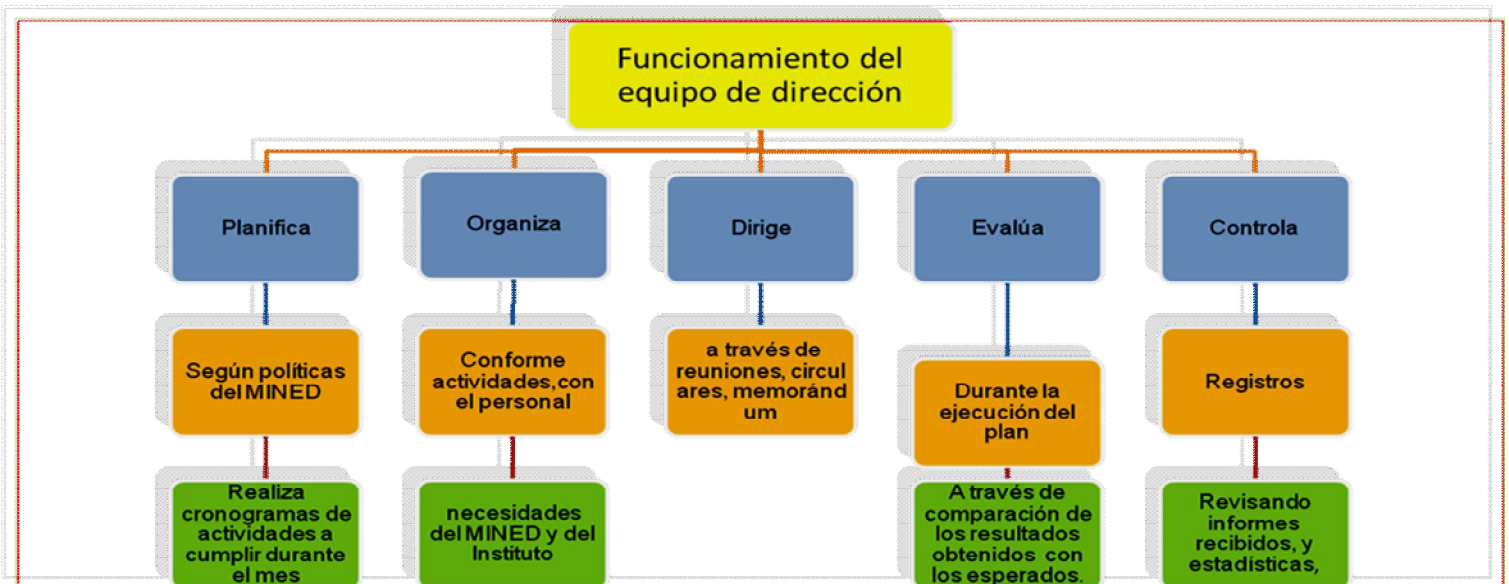 Funcionamiento del
equipo de dirección
Planifica
Organiza
Dirige
Evalúa
Controla
Según políticas
del MINED
Conforme
actividades,con
el personal
a través de
reuniones, circul
ares, memoránd
um
Durante la
ejecución del
plan
Registros
Realiza
cronogramas de
actividades a
cumplir durante
el mes
necesidades
del MINED y del
Instituto
A través de
comparación de
los resultados
obtenidos con
los esperados.
Revisando
informes
recibidos, y
estadísticas,